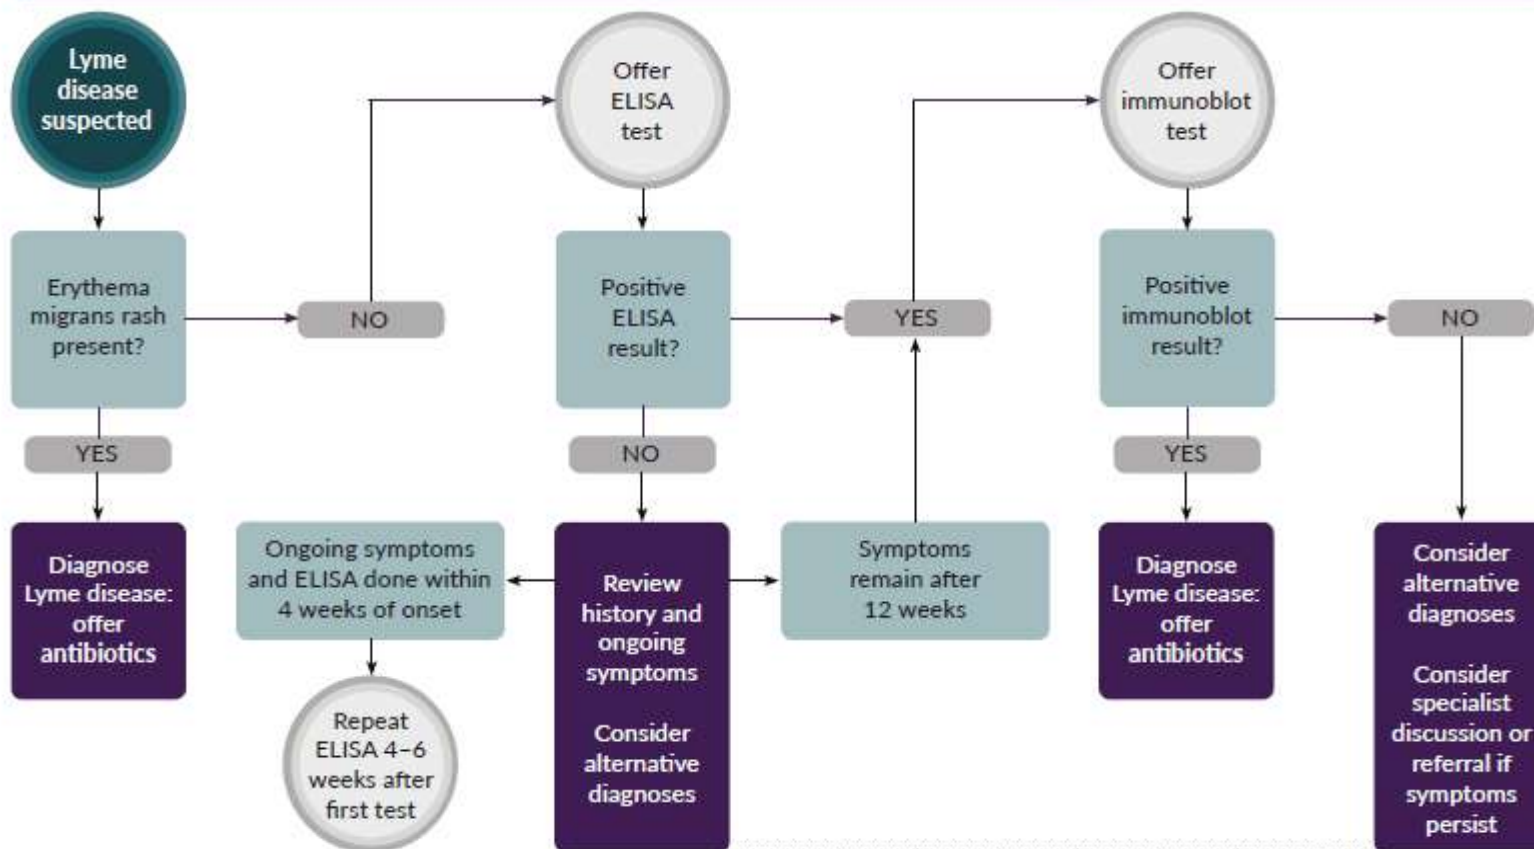 Lyme
disease
suspected
Erythema
migrans rash
present?
NO
YES
Diagnose
Lyme disease:
offer
antibiotics
Offer
ELISA
test
Positive
ELISA
result?
YES
NO
Review
history and
ongoing
symptoms
Consider
alternative
diagnoses
Ongoing symptoms
and ELISA done within
4 weeks of onset
Repeat
ELISA 4–6
weeks after
first test
Symptoms
remain after
12 weeks
Offer
immunoblot
test
Positive
immunoblot
result?
NO
YES
Diagnose
Lyme disease:
offer
antibiotics
Consider
alternative
diagnoses
Consider
specialist
discussion or
referral if
symptoms
persist